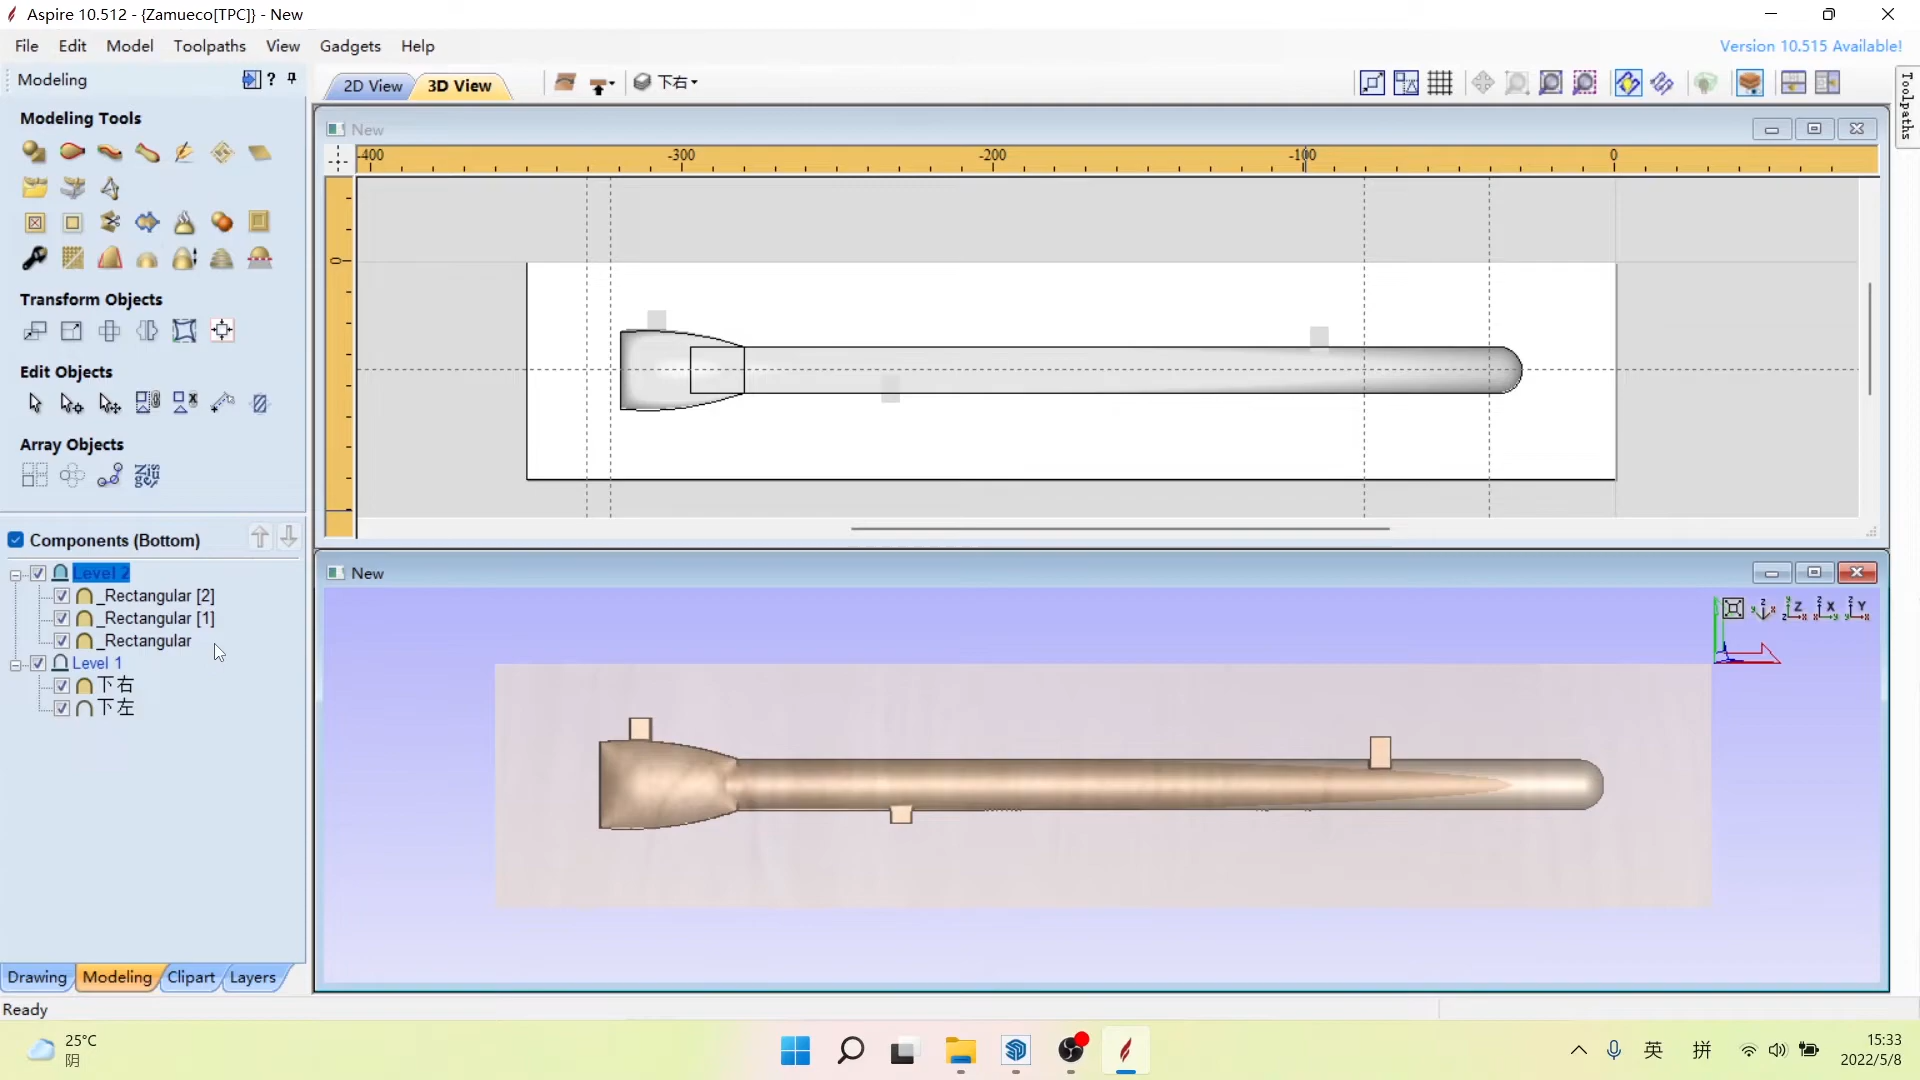 Aspire 10.512 - {Zamueco[TPC]} - New
File Edit Model Toolpaths View Gadgets Help
Version 10.515 Available!
Modeling
?
2D View 3D View
下右
Toolpaths
Modeling Tools
New
-400 -300 -200 -100 0
0
Transform Objects
Edit Objects
Array Objects
Components (Bottom)
Level 2
_Rectangular [2]
_Rectangular [1]
_Rectangular
Level 1
下右
下左
New
Drawing Modeling Clipart Layers
Ready
25°C
阴
英 拼
15:33
2022/5/8